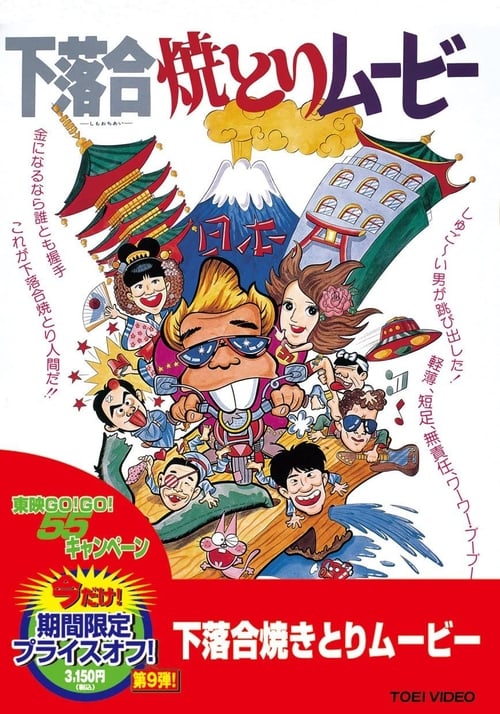 下落合焼とりムービー
―しもおちあい―
しゅご〜い男が跳び出した!
軽薄、短足、無責任、ワーワーブーブー!
金になるなら誰とも握手
これが下落合焼とり人間だ!!
日本
東映GO!GO!
55
キャンペーン
今だけ!
期間限定
プライスオフ!
3,150円
(税込)
第9弾!
下落合焼きとりムービー
TOEI VIDEO